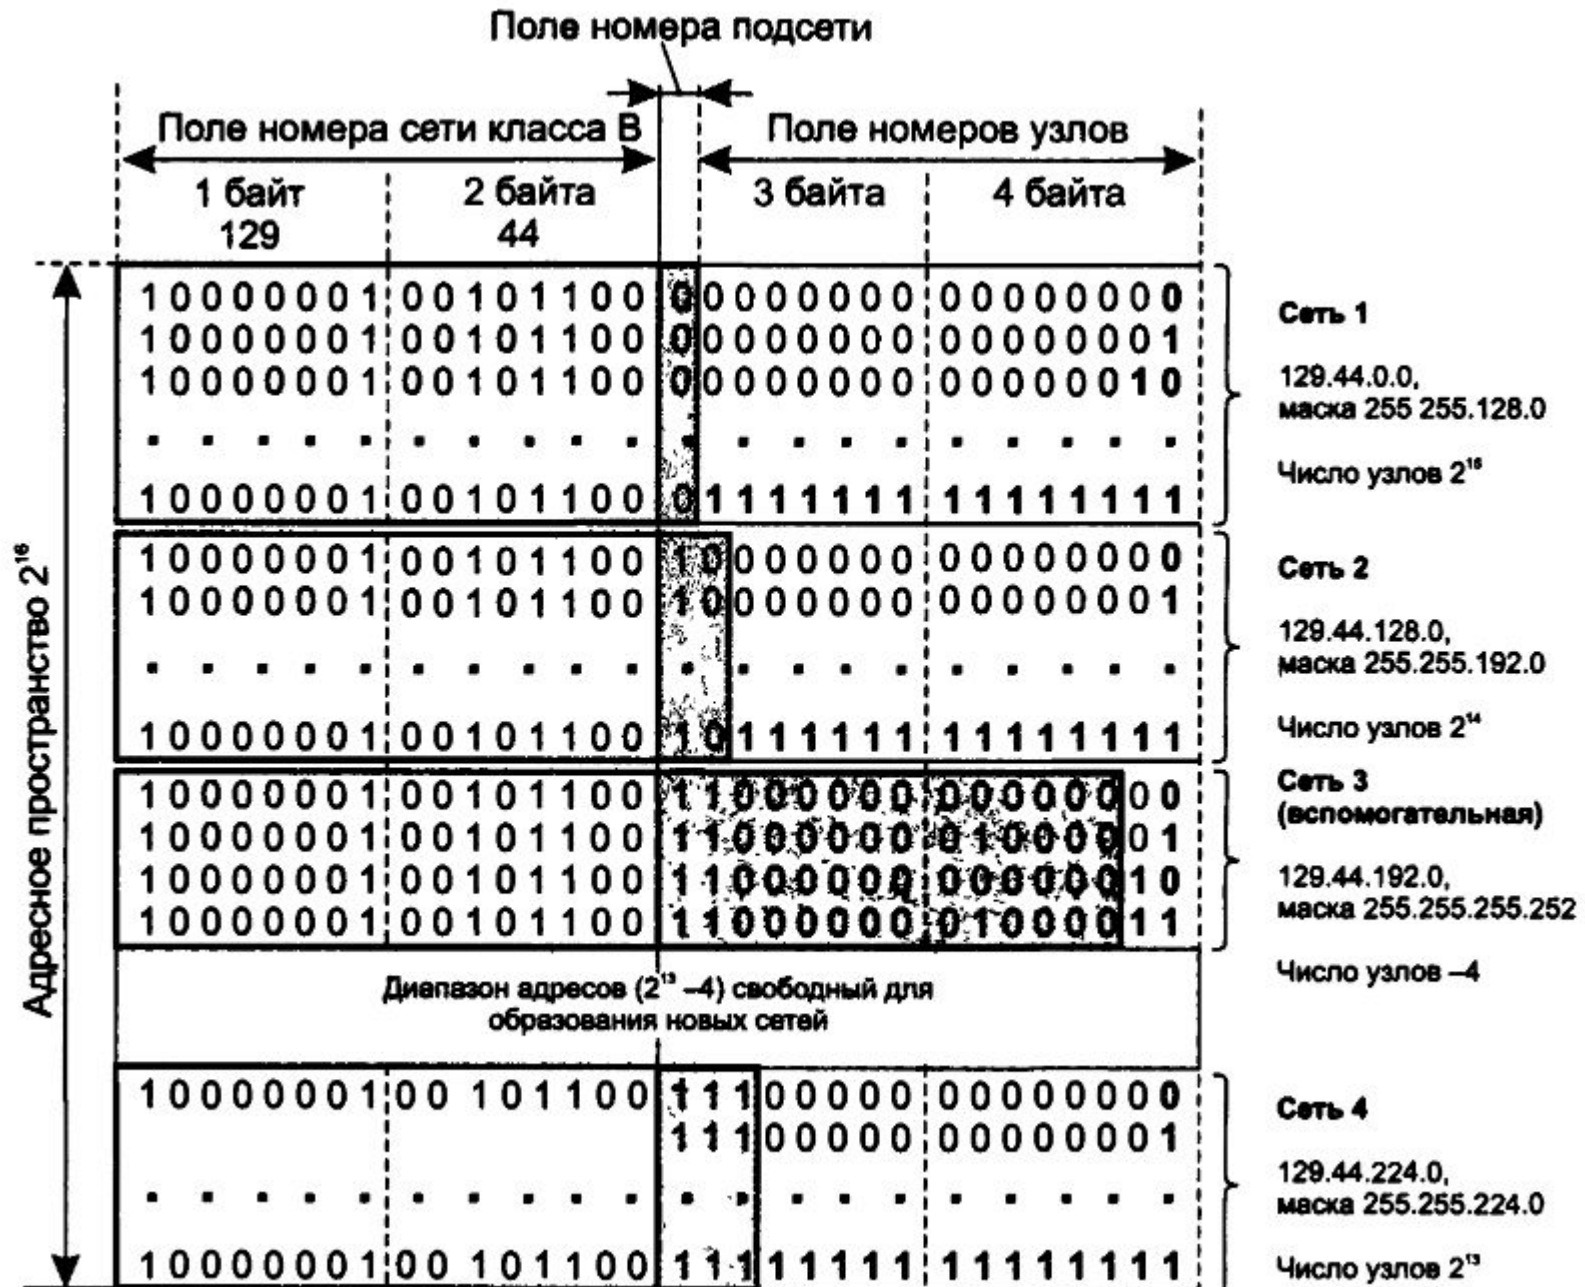 Поле номера подсети
Поле номера сети класса В
Поле номеров узлов
1 байт
2 байта
3 байта
4 байта
129
44
Адресное пространство 2¹⁶
10000001 00101100 00000000 00000000
10000001 00101100 00000000 00000001
10000001 00101100 00000000 00000010
. . . . . . . . . . . . . . . . . . . .
10000001 00101100 01111111 11111111
Сеть 1
129.44.0.0,
маска 255 255.128.0
Число узлов 2¹⁵
10000001 00101100 10000000 00000000
10000001 00101100 10000000 00000001
. . . . . . . . . . . . . . . . . . . .
10000001 00101100 10111111 11111111
Сеть 2
129.44.128.0,
маска 255.255.192.0
Число узлов 2¹⁴
10000001 00101100 11000000 00000000
10000001 00101100 11000000 01000001
10000001 00101100 11000000 00000010
10000001 00101100 11000000 01000011
Сеть 3
(вспомогательная)
129.44.192.0,
маска 255.255.255.252
Число узлов –4
Диапазон адресов (2¹³ –4) свободный для
образования новых сетей
10000001 00 101100 11100000 00000000
11100000 00000001
. . . . . . . . . . . . . . . . . . . .
10000001 00 101100 11111111 11111111
Сеть 4
129.44.224.0,
маска 255.255.224.0
Число узлов 2¹³